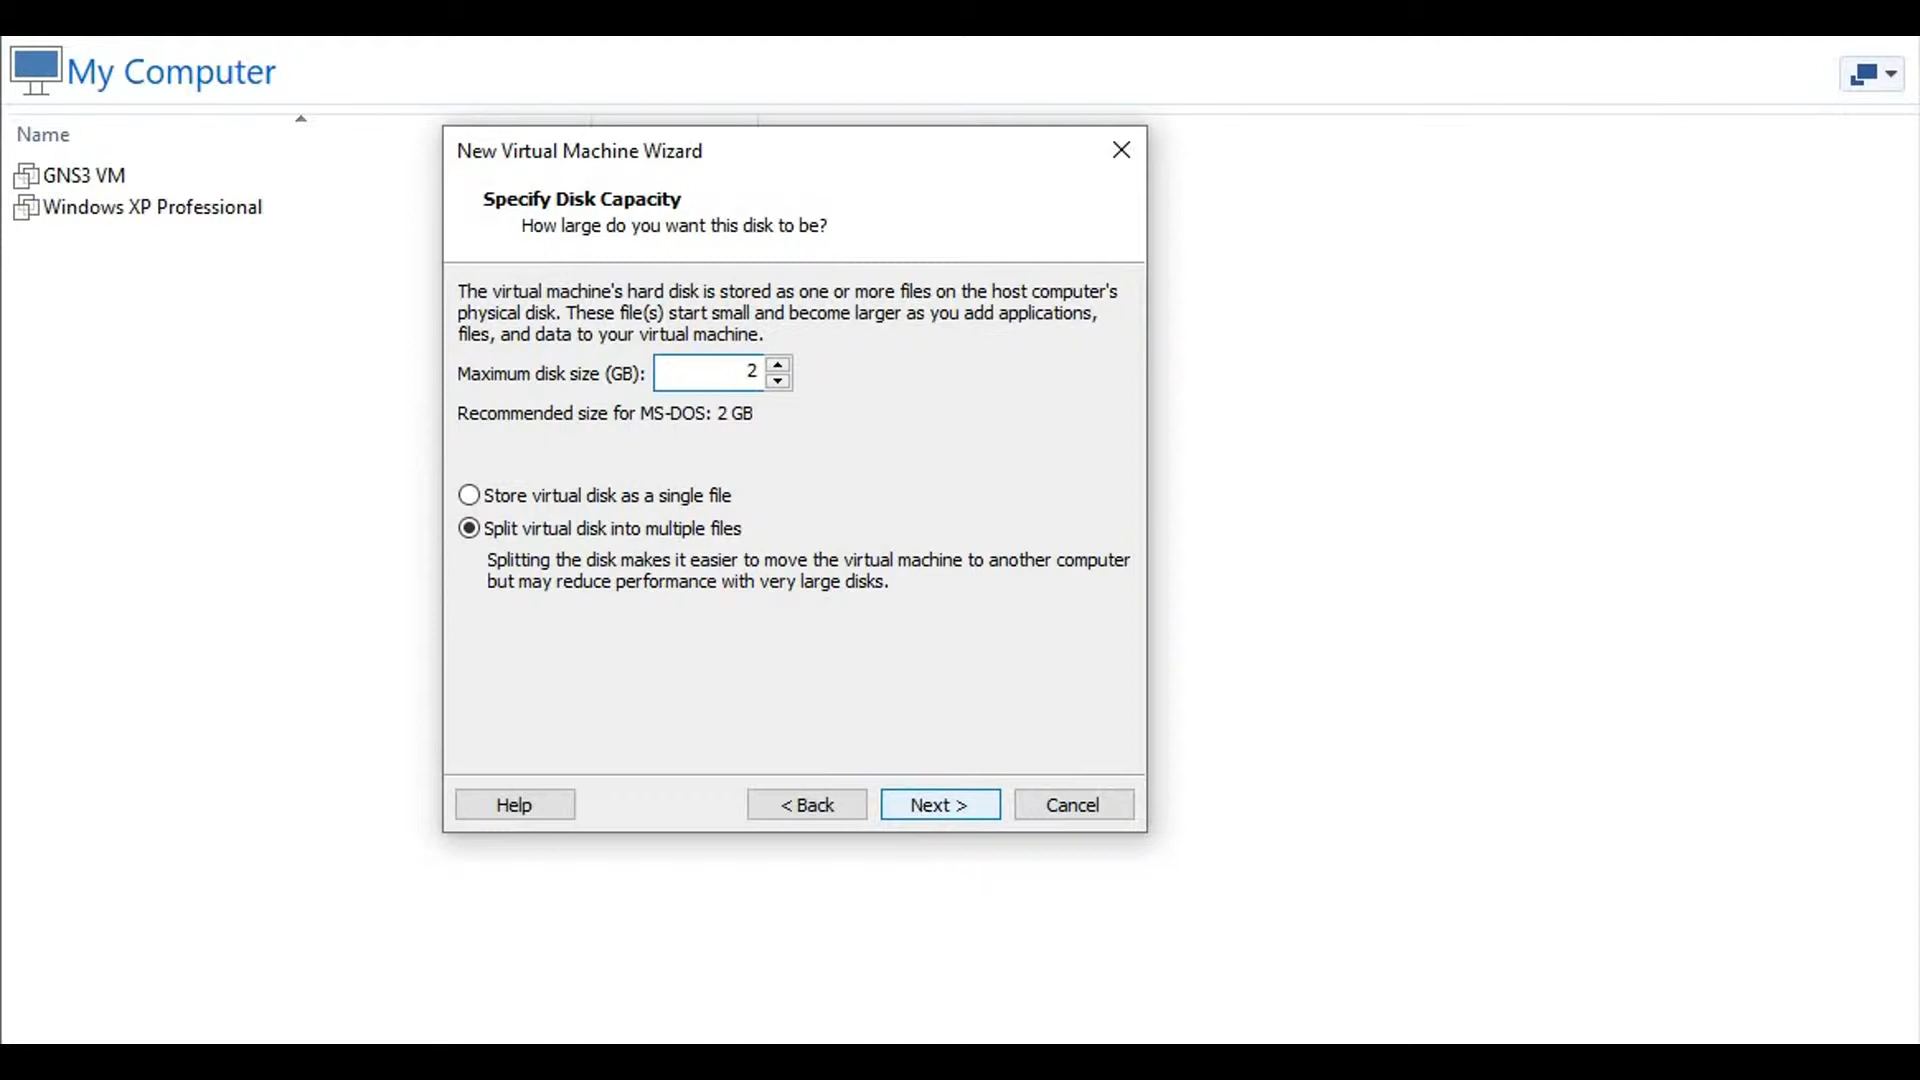 My Computer
Name
GNS3 VM
Windows XP Professional
New Virtual Machine Wizard
Specify Disk Capacity
How large do you want this disk to be?
The virtual machine's hard disk is stored as one or more files on the host computer's
physical disk. These file(s) start small and become larger as you add applications,
files, and data to your virtual machine.
Maximum disk size (GB): 2
Recommended size for MS-DOS: 2 GB
Store virtual disk as a single file
Split virtual disk into multiple files
Splitting the disk makes it easier to move the virtual machine to another computer
but may reduce performance with very large disks.
Help < Back Next > Cancel